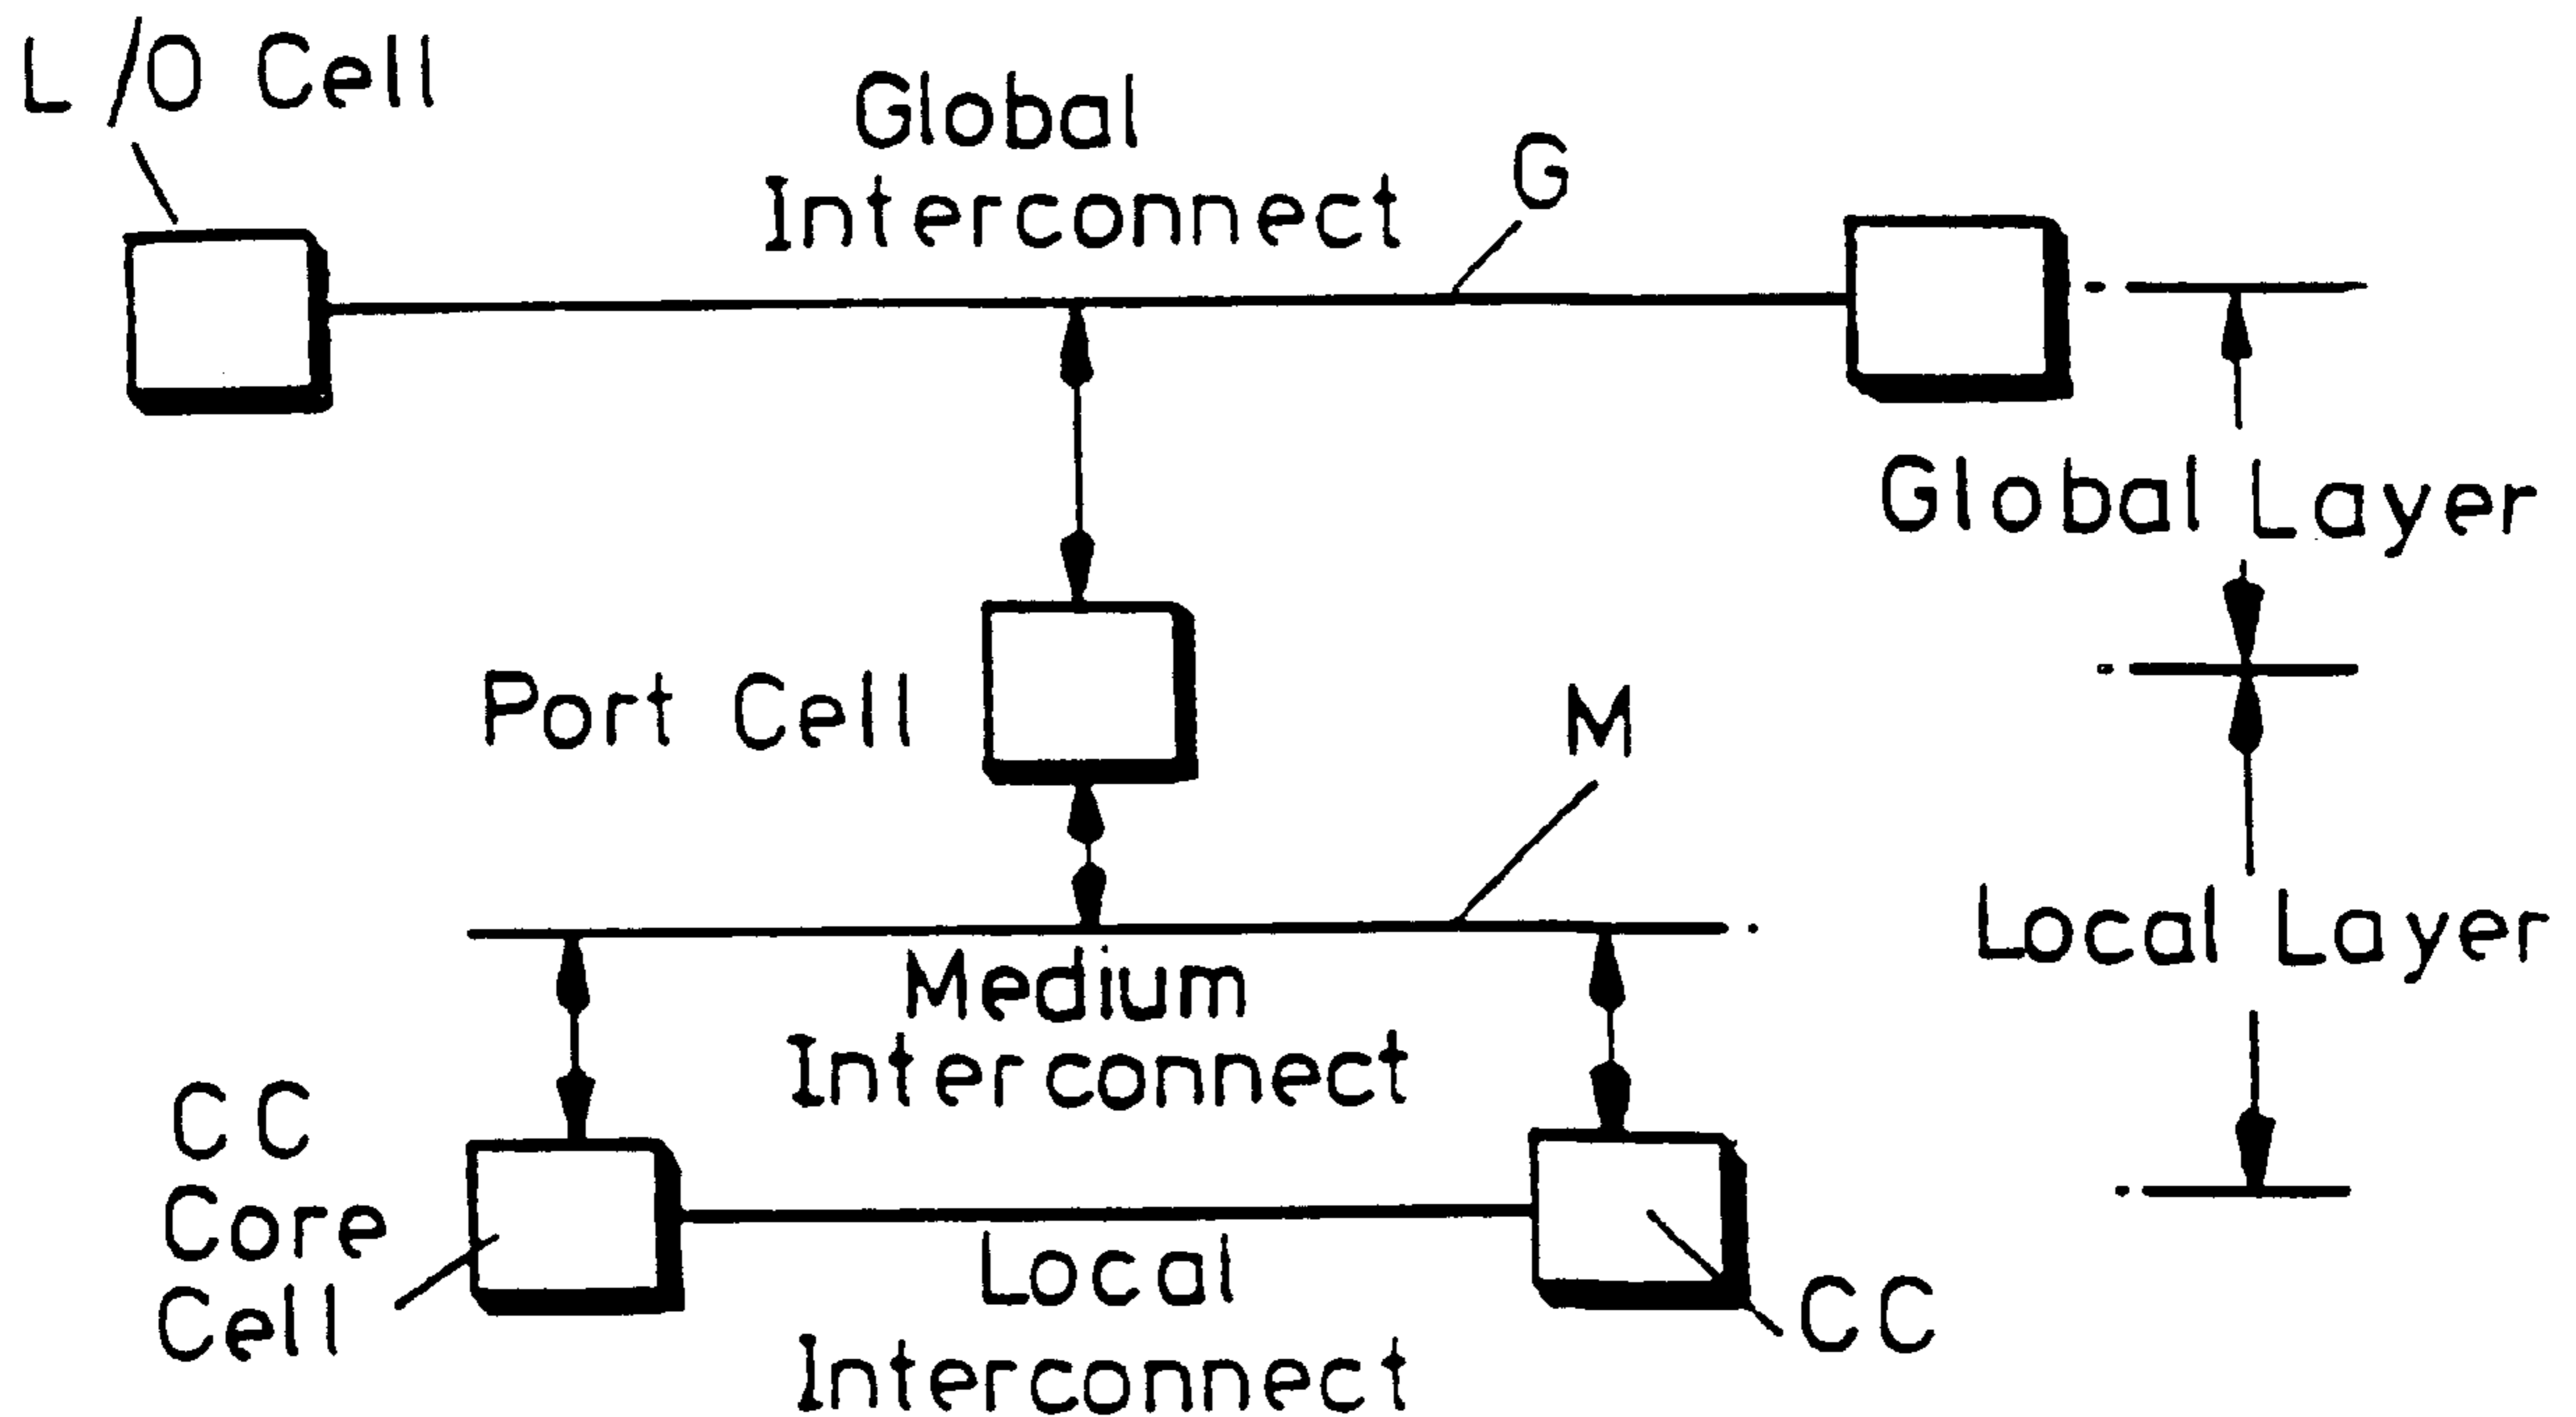 L/O Cell
Global
Interconnect
G
Global Layer
Port Cell
M
Local Layer
Medium
Interconnect
CC
Core
Cell
Local
Interconnect
CC